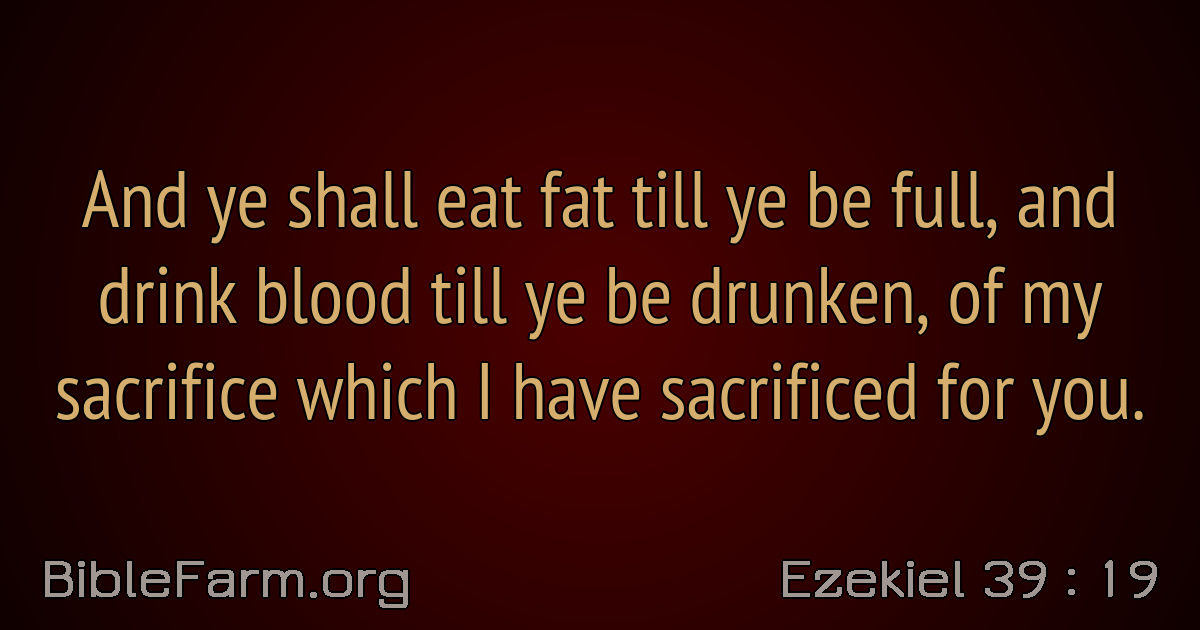 And ye shall eat fat till ye be full, and
drink blood till ye be drunken, of my
sacrifice which I have sacrificed for you.
BibleFarm.org
Ezekiel 39 : 19